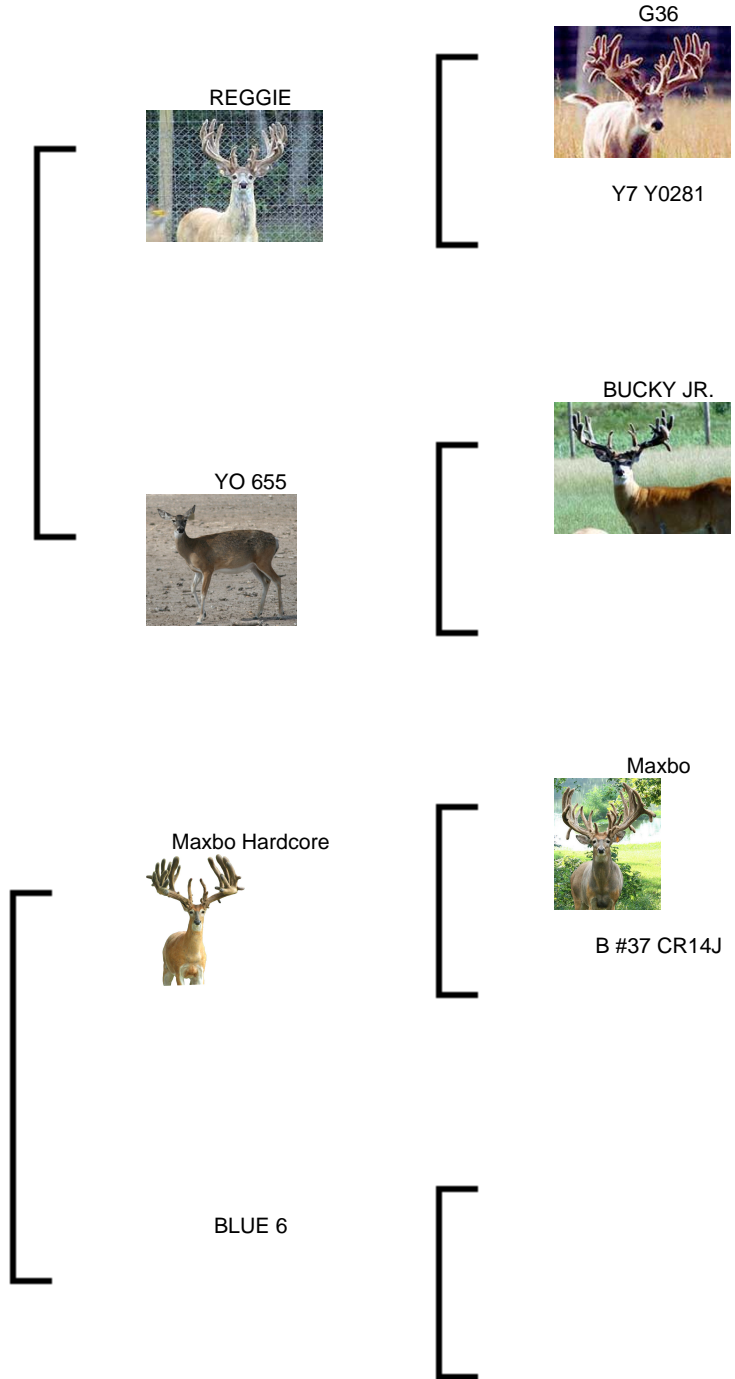 G36
REGGIE
Y7 Y0281
BUCKY JR.
YO 655
Maxbo
Maxbo Hardcore
B #37 CR14J
BLUE 6